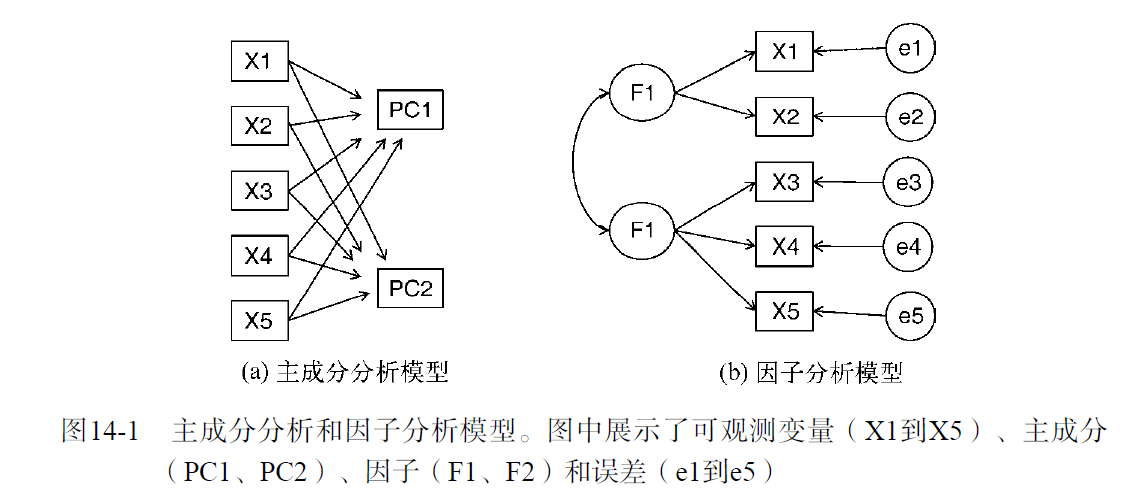 X1
X2
X3
X4
X5
PC1
PC2
(a) 主成分分析模型
F1
F1
X1
X2
X3
X4
X5
e1
e2
e3
e4
e5
(b) 因子分析模型
图14-1 主成分分析和因子分析模型。图中展示了可观测变量（X1到X5）、主成分
（PC1、PC2）、因子（F1、F2）和误差（e1到e5）